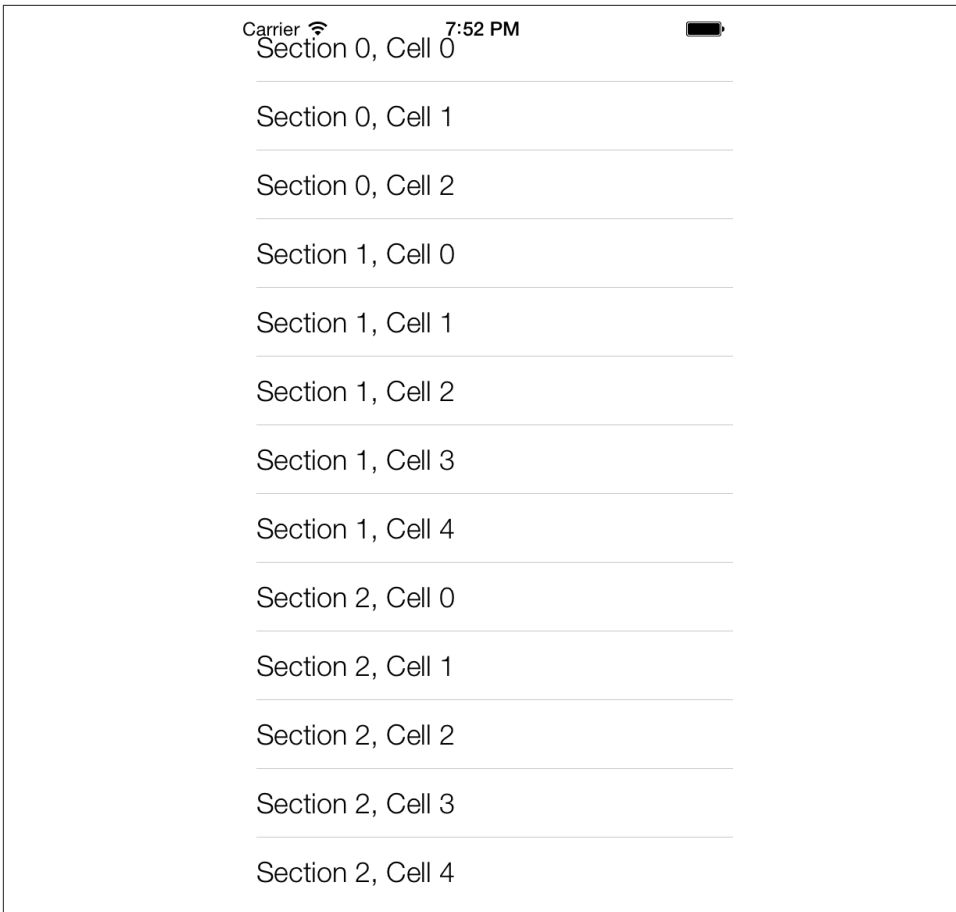 Carrier 7:52 PM
Section 0, Cell 0
Section 0, Cell 1
Section 0, Cell 2
Section 1, Cell 0
Section 1, Cell 1
Section 1, Cell 2
Section 1, Cell 3
Section 1, Cell 4
Section 2, Cell 0
Section 2, Cell 1
Section 2, Cell 2
Section 2, Cell 3
Section 2, Cell 4